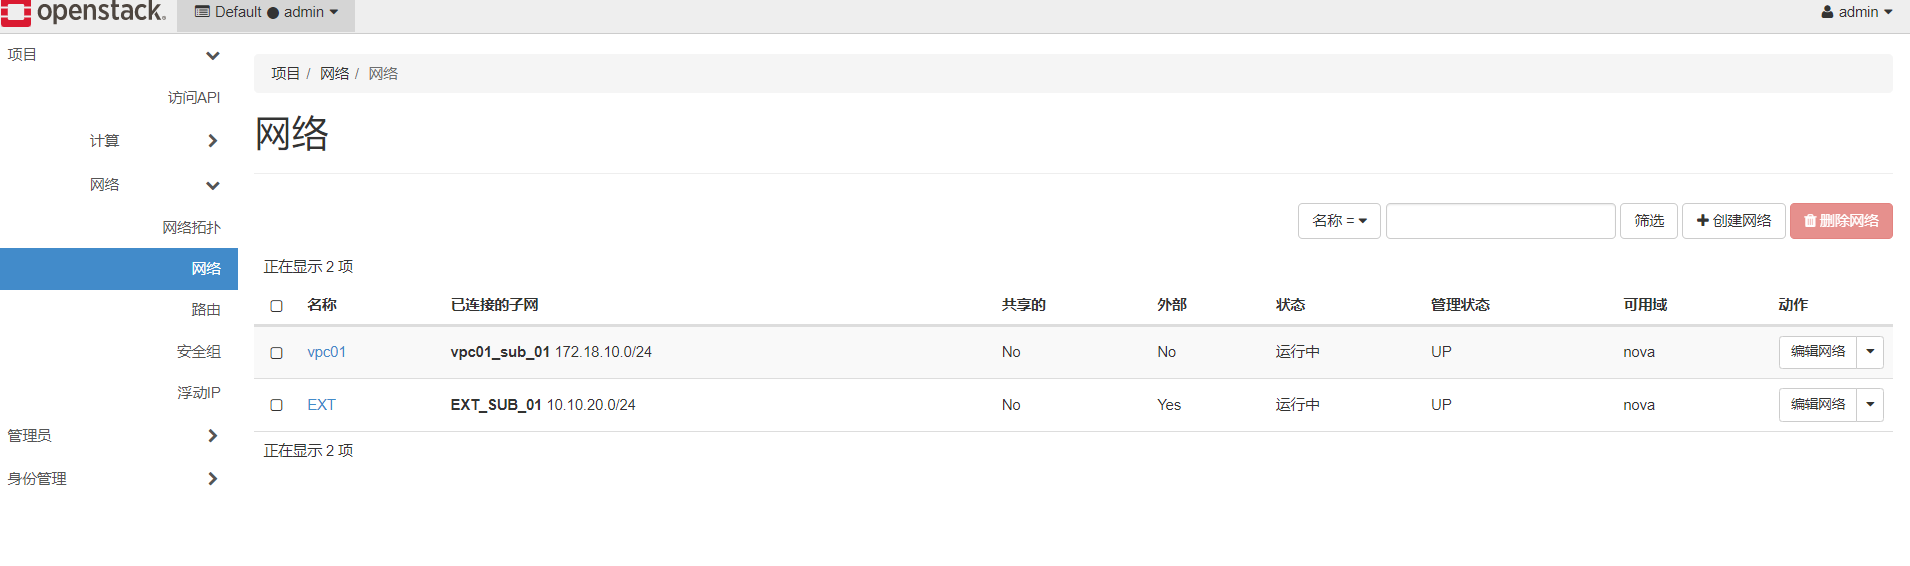 openstack. Default ● admin admin
项目
访问API
计算
网络
网络拓扑
网络
路由
安全组
浮动IP
管理员
身份管理
项目 / 网络 / 网络
网络
名称 = 筛选 创建网络 删除网络
正在显示 2 项
名称 已连接的子网 共享的 外部 状态 管理状态 可用域 动作
vpc01 vpc01_sub_01 172.18.10.0/24 No No 运行中 UP nova 编辑网络
EXT EXT_SUB_01 10.10.20.0/24 No Yes 运行中 UP nova 编辑网络
正在显示 2 项